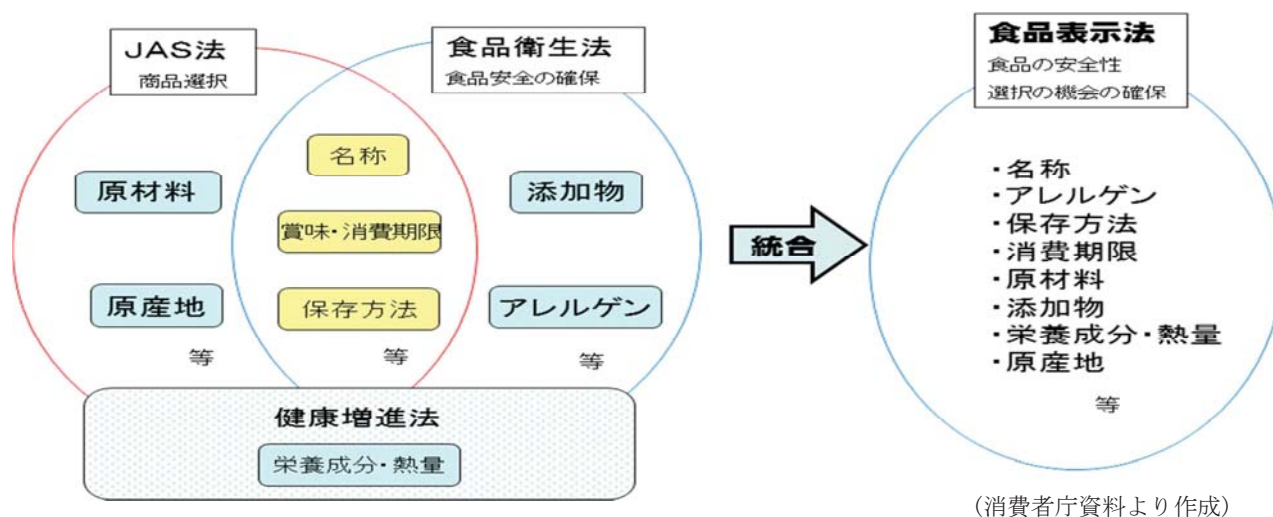 JAS法
商品選択
食品衛生法
食品安全の確保
名称
原材料
添加物
賞味・消費期限
原産地
保存方法
アレルゲン
等
等
等
健康増進法
栄養成分・熱量
統合
食品表示法
食品の安全性
選択の機会の確保
・名称
・アレルゲン
・保存方法
・消費期限
・原材料
・添加物
・栄養成分・熱量
・原産地
等
(消費者庁資料より作成)